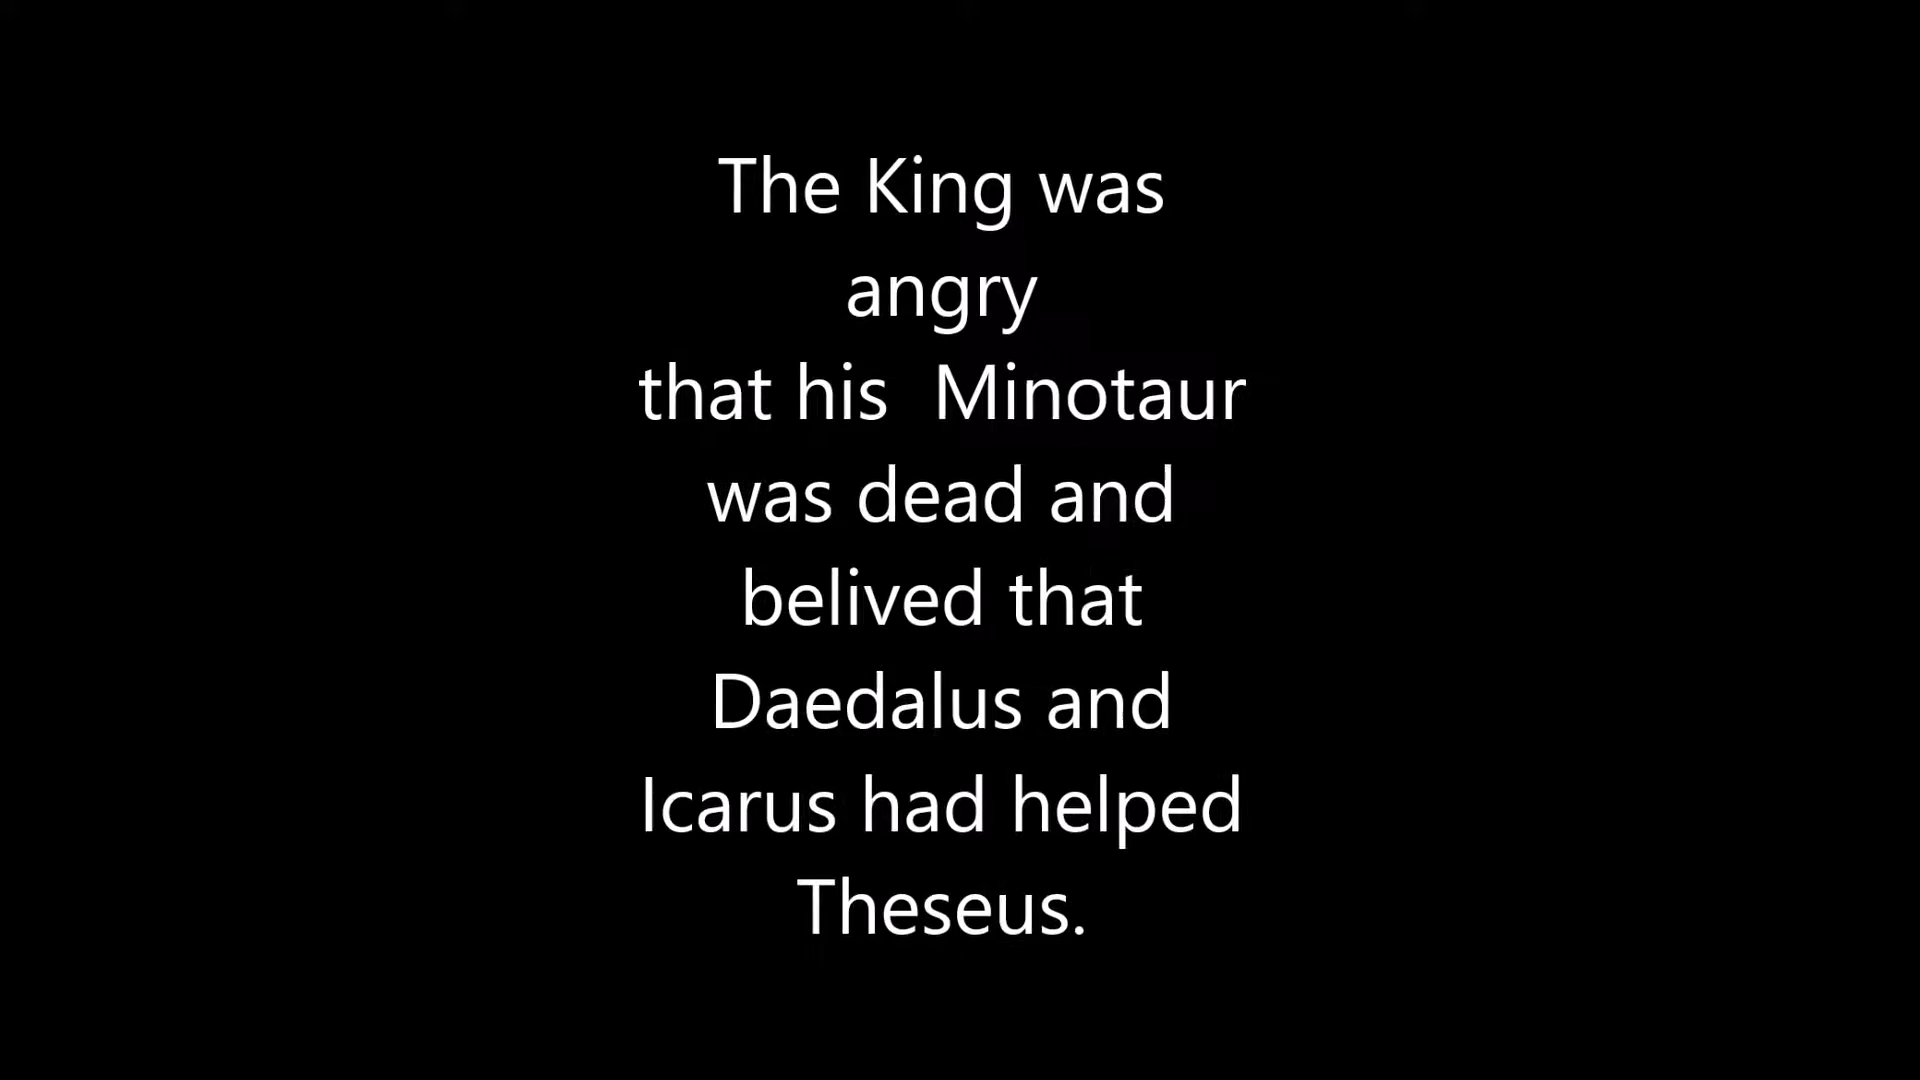 The King was
angry
that his  Minotaur
was dead and
belived that
Daedalus and
Icarus had helped
Theseus.